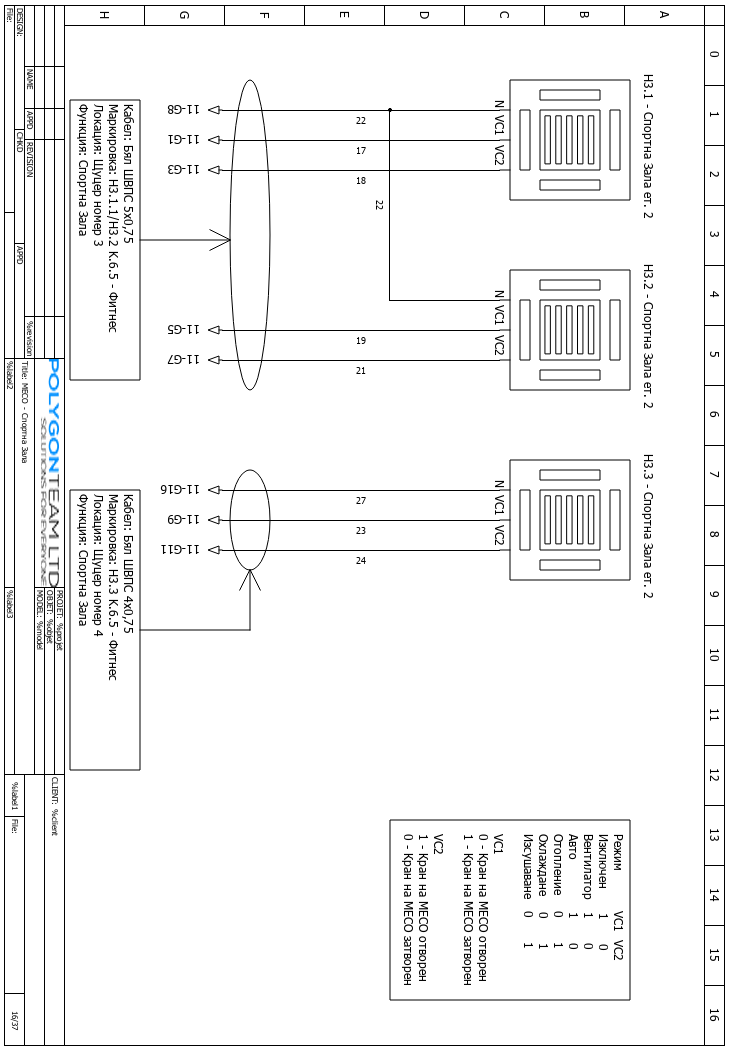 0 1 2 3 4 5 6 7 8 9 10 11 12 13 14 15 16
A
B
C
D
E
F
G
H
H3.1 - Спортна Зала ет. 2
H3.2 - Спортна Зала ет. 2
H3.3 - Спортна Зала ет. 2
N VC1 VC2
N VC1 VC2
N VC1 VC2
22
17
18
22
19
21
27
23
24
11-G8
11-G1
11-G3
11-G5
11-G7
11-G16
11-G9
11-G11
Кабел: Бял ШВПС 5x0,75
Маркировка: H3.1.1/H3.2 К.6.5 - Фитнес
Локация: Щуцер номер 3
Функция: Спортна Зала
Кабел: Бял ШВПС 4x0,75
Маркировка: H3.3 К.6.5 - Фитнес
Локация: Щуцер номер 4
Функция: Спортна Зала
Режим VC1 VC2
Изключен 1 0
Вентилатор 1 0
Авто 1 0
Отопление 0 1
Охлаждане 0 1
Изсушаване 0 1
VC1
0 - Кран на МЕСО отворен
1 - Кран на МЕСО затворен
VC2
1 - Кран на МЕСО отворен
0 - Кран на МЕСО затворен
NAME APPD REVISION %revision
DESIGN: CHKD APPD
File:
POLYGONTEAM LTD
SOLUTIONS FOR EVERYONE
Title: MECO - Спортна Зала
%label2
PROJET: %projet
OBJET: %objet
MODEL: %model
%label3
CLIENT: %client
%label1 File:
16/37